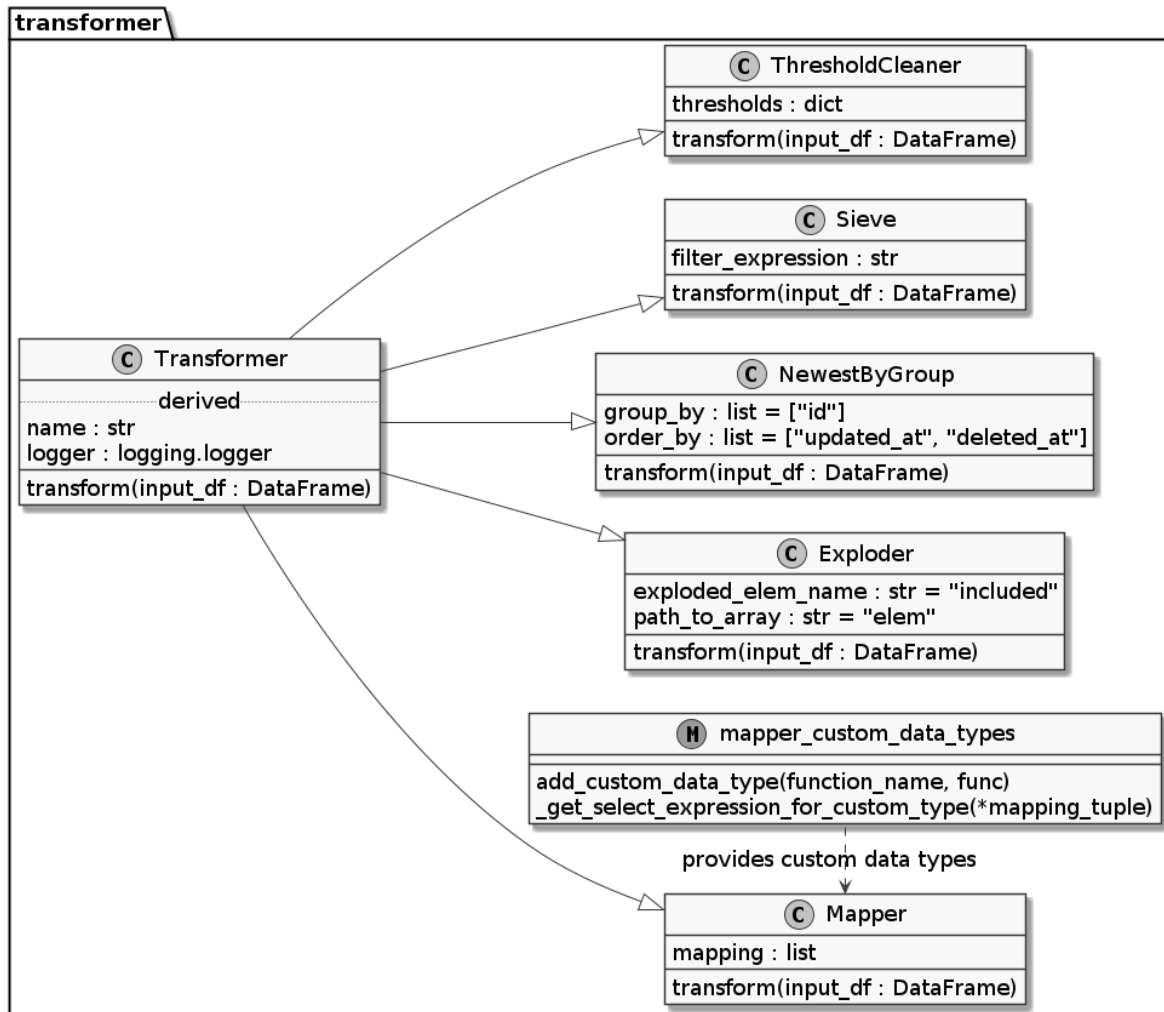 transformer
C ThresholdCleaner
thresholds : dict
transform(input_df : DataFrame)
C Sieve
filter_expression : str
transform(input_df : DataFrame)
C Transformer
derived
name : str
logger : logging.logger
transform(input_df : DataFrame)
C NewestByGroup
group_by : list = ["id"]
order_by : list = ["updated_at", "deleted_at"]
transform(input_df : DataFrame)
C Exploder
exploded_elem_name : str = "included"
path_to_array : str = "elem"
transform(input_df : DataFrame)
M mapper_custom_data_types
add_custom_data_type(function_name, func)
_get_select_expression_for_custom_type(*mapping_tuple)
provides custom data types
C Mapper
mapping : list
transform(input_df : DataFrame)